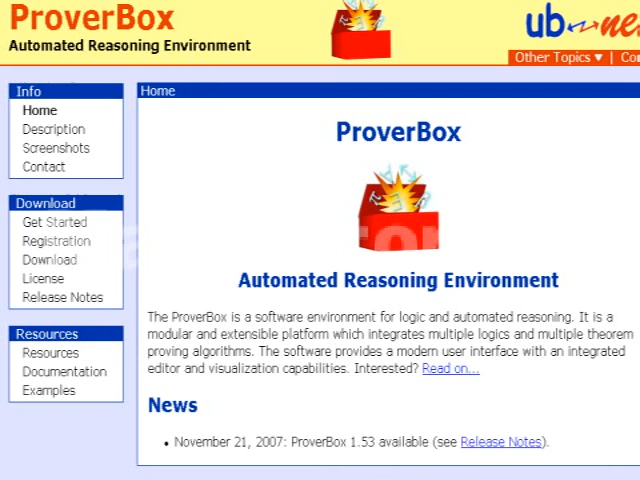 ProverBox
Automated Reasoning Environment
ub
Other Topics ▼ |
Info
Home
Description
Screenshots
Contact
Download
Get Started
Registration
Download
License
Release Notes
Resources
Resources
Documentation
Examples
Home
ProverBox
Automated Reasoning Environment
The ProverBox is a software environment for logic and automated reasoning. It is a
modular and extensible platform which integrates multiple logics and multiple theorem
proving algorithms. The software provides a modern user interface with an integrated
editor and visualization capabilities. Interested? Read on...
News
• November 21, 2007: ProverBox 1.53 available (see Release Notes).